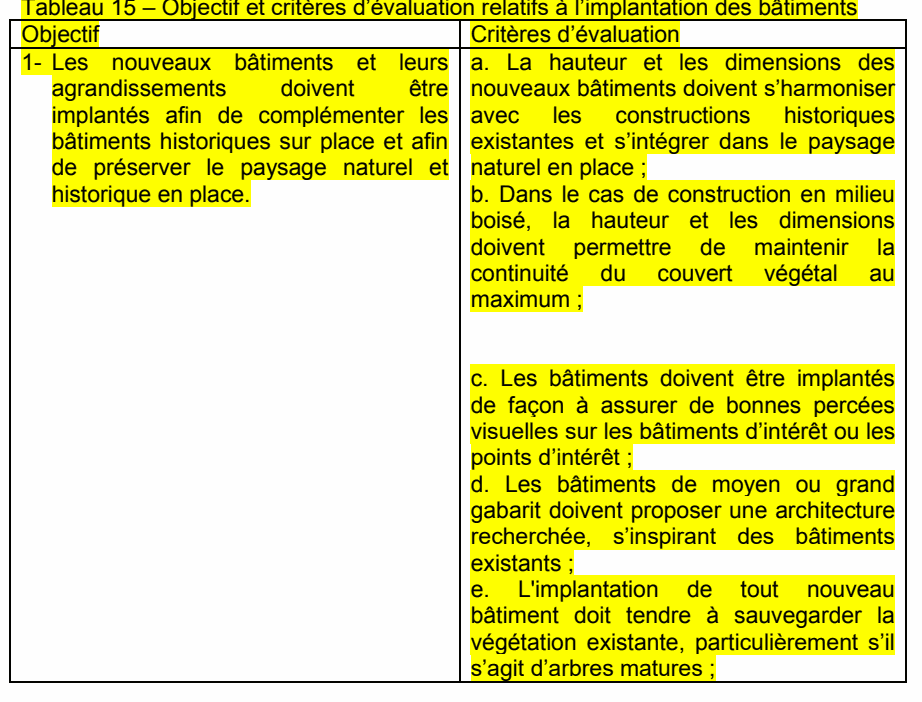 Tableau 15 – Objectif et critères d’évaluation relatifs à l’implantation des bâtiments
Objectif
1- Les nouveaux bâtiments et leurs
agrandissements doivent être
implantés afin de complémenter les
bâtiments historiques sur place et afin
de préserver le paysage naturel et
historique en place.
Critères d’évaluation
a. La hauteur et les dimensions des
nouveaux bâtiments doivent s’harmoniser
avec les constructions historiques
existantes et s’intégrer dans le paysage
naturel en place ;
b. Dans le cas de construction en milieu
boisé, la hauteur et les dimensions
doivent permettre de maintenir la
continuité du couvert végétal au
maximum ;
c. Les bâtiments doivent être implantés
de façon à assurer de bonnes percées
visuelles sur les bâtiments d’intérêt ou les
points d’intérêt ;
d. Les bâtiments de moyen ou grand
gabarit doivent proposer une architecture
recherchée, s’inspirant des bâtiments
existants ;
e. L'implantation de tout nouveau
bâtiment doit tendre à sauvegarder la
végétation existante, particulièrement s’il
s’agit d’arbres matures ;